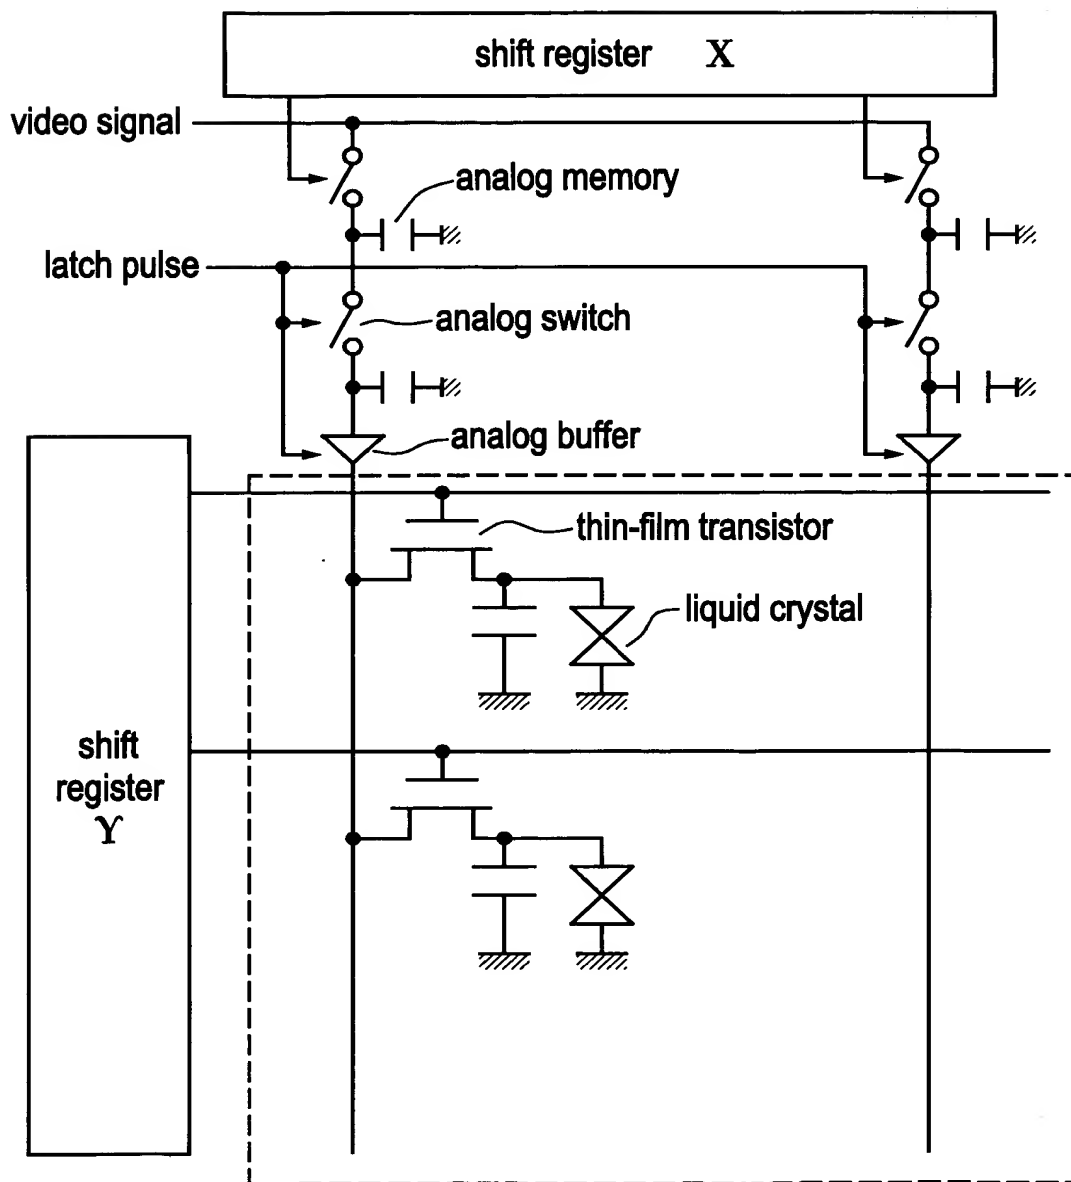 shift register X
video signal
analog memory
latch pulse
analog switch
analog buffer
thin-film transistor
liquid crystal
shift
register
Y